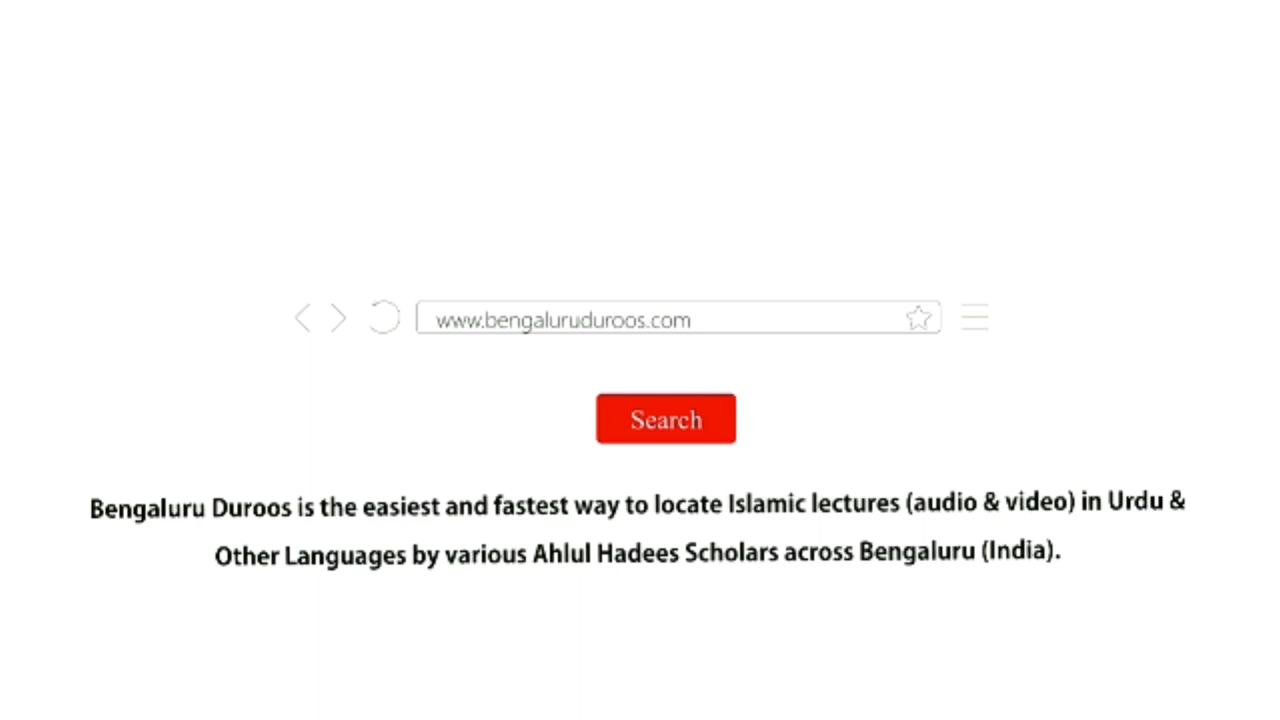 www.bengaluruduroos.com
Search
Bengaluru Duroos is the easiest and fastest way to locate Islamic lectures (audio & video) in Urdu &
Other Languages by various Ahlul Hadees Scholars across Bengaluru (India).